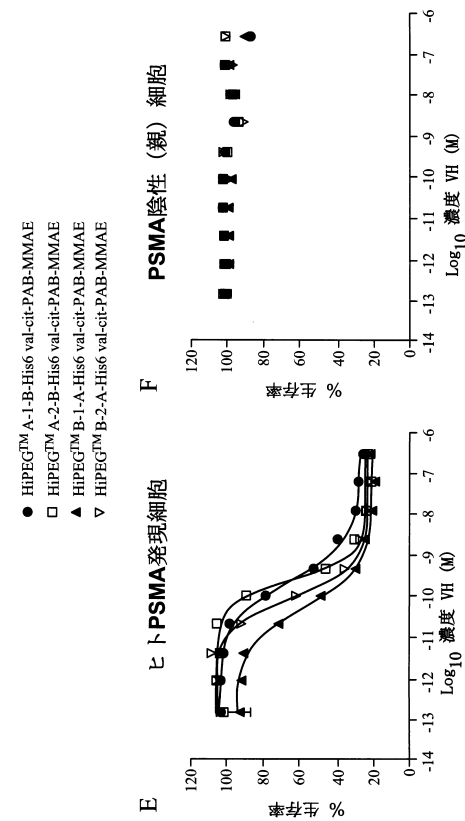 ● HiPEG™ A-1-B-His6 val-cit-PAB-MMAE
□ HiPEG™ A-2-B-His6 val-cit-PAB-MMAE
▲ HiPEG™ B-1-A-His6 val-cit-PAB-MMAE
▽ HiPEG™ B-2-A-His6 val-cit-PAB-MMAE
E
ヒトPSMA発現細胞
% 生存率
120
100
80
60
40
20
-14
-13
-12
-11
-10
-9
-8
-7
-6
Log10 濃度 VH (M)
F
PSMA陰性（親）細胞
% 生存率
120
100
80
60
40
20
0
-14
-13
-12
-11
-10
-9
-8
-7
-6
Log10 濃度 VH (M)